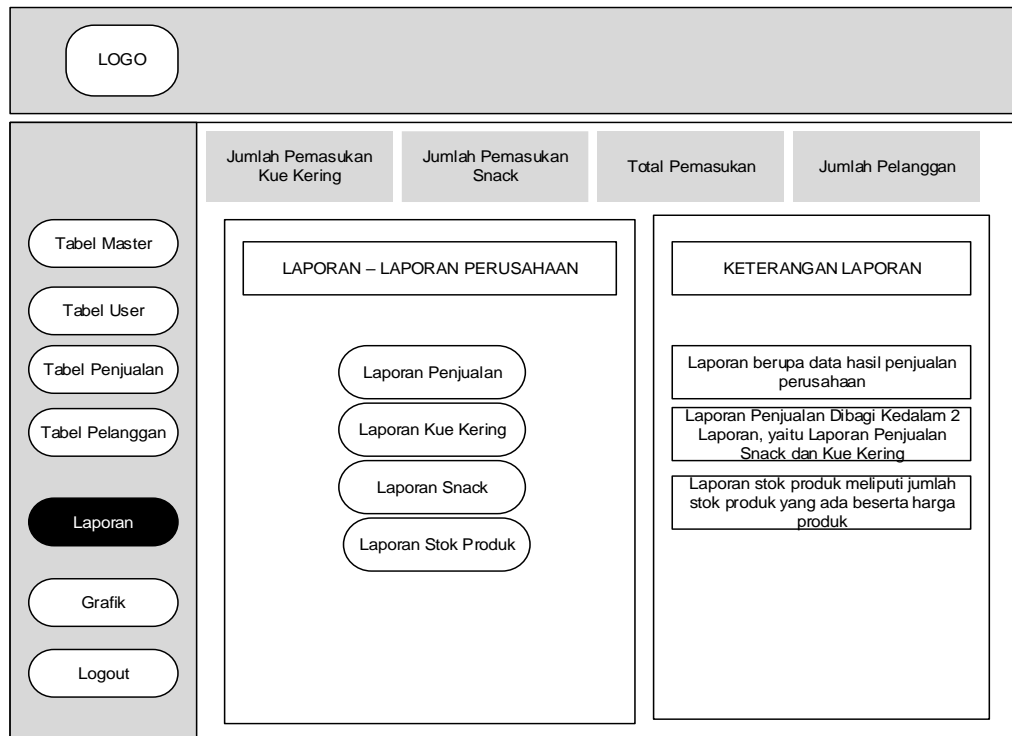 LOGO
Jumlah Pemasukan
Kue Kering
Jumlah Pemasukan
Snack
Total Pemasukan
Jumlah Pelanggan
Tabel Master
Tabel User
Tabel Penjualan
Tabel Pelanggan
Laporan
Grafik
Logout
LAPORAN – LAPORAN PERUSAHAAN
Laporan Penjualan
Laporan Kue Kering
Laporan Snack
Laporan Stok Produk
KETERANGAN LAPORAN
Laporan berupa data hasil penjualan
perusahaan
Laporan Penjualan Dibagi Kedalam 2
Laporan, yaitu Laporan Penjualan
Snack dan Kue Kering
Laporan stok produk meliputi jumlah
stok produk yang ada beserta harga
produk